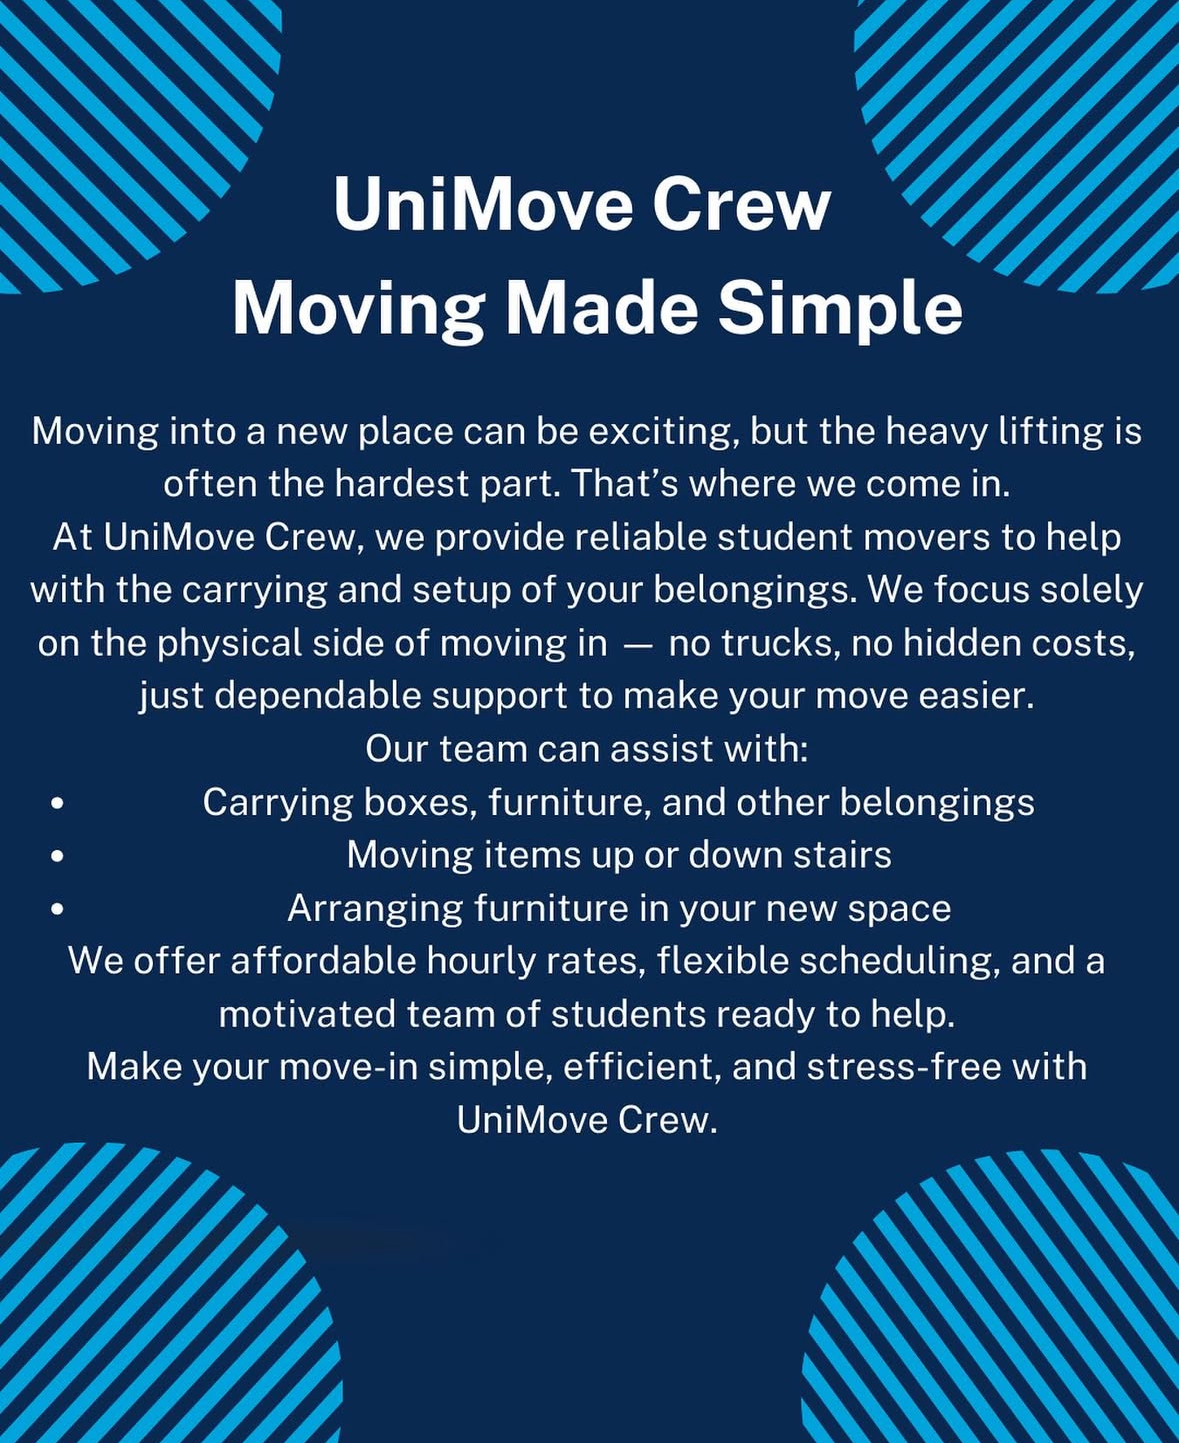 UniMove Crew
Moving Made Simple
Moving into a new place can be exciting, but the heavy lifting is
often the hardest part. That’s where we come in.
At UniMove Crew, we provide reliable student movers to help
with the carrying and setup of your belongings. We focus solely
on the physical side of moving in — no trucks, no hidden costs,
just dependable support to make your move easier.
Our team can assist with:
• Carrying boxes, furniture, and other belongings
• Moving items up or down stairs
• Arranging furniture in your new space
We offer affordable hourly rates, flexible scheduling, and a
motivated team of students ready to help.
Make your move-in simple, efficient, and stress-free with
UniMove Crew.